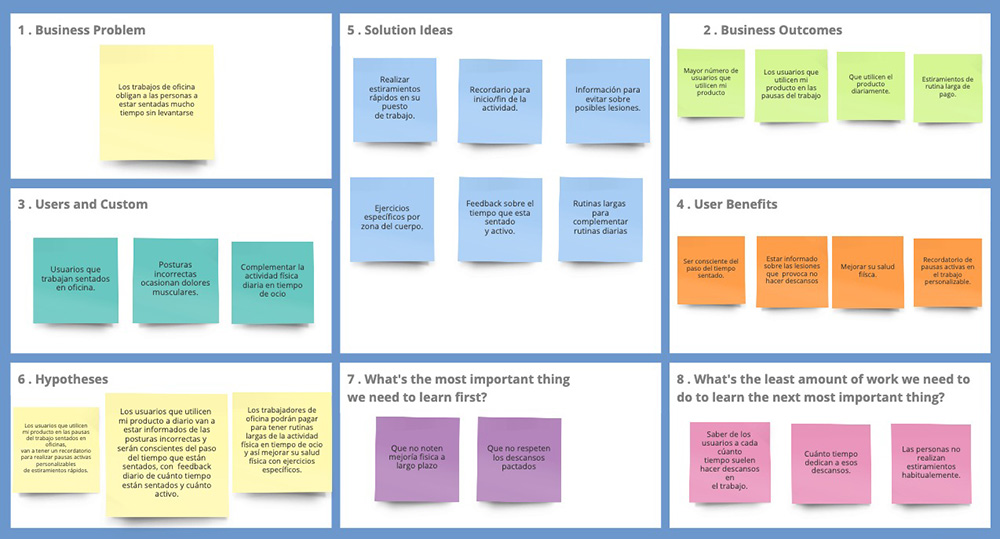 1 . Business Problem
Los trabajos de oficina
obligan a las personas a
estar sentadas mucho
tiempo sin levantarse
5 . Solution Ideas
Realizar
estiramientos
rápidos en su
puesto
de trabajo.
Recordario para
inicio/fin de la
actividad.
Información para
evitar sobre
posibles lesiones.
Ejercicios
específicos por
zona del cuerpo.
Feedback sobre el
tiempo que esta
sentado
y activo.
Rutinas largas
para
complementar
rutinas diarias
2 . Business Outcomes
Mayor número de
usuarios que
utilicen mi
producto
Los usuarios que
utilicen mi
producto en las
pausas del trabajo
Que utilicen el
producto
diariamente.
Estiramientos de
rutina larga de
pago.
3 . Users and Custom
Usuarios que
trabajan sentados
en oficina.
Posturas
incorrectas
ocasionan dolores
musculares.
Complementar la
actividad física
diaria en tiempo
de ocio
4 . User Benefits
Ser consciente del
paso del tiempo
sentado.
Estar informado
sobre las lesiones
que provoca no
hacer descansos
Mejorar su salud
física.
Recordatorio de
pausas activas en
el trabajo
personalizable.
6 . Hypotheses
Los usuarios que utilicen
mi producto en las pausas
del trabajo sentados en
oficinas,
van a tener un recordatorio
para realizar pausas activas
personalizables
de estiramientos rápidos.
Los usuarios que utilicen
mi producto a diario van a
estar informados de las
posturas incorrectas y
serán conscientes del paso
del tiempo que están
sentados, con feedback
diario de cuánto tiempo
están sentados y cuánto
activo.
Los trabajadores de
oficina podrán pagar
para tener rutinas
largas de la actividad
física en tiempo de ocio
y así mejorar su salud
física con ejercicios
específicos.
7 . What's the most important thing
we need to learn first?
Que no noten
mejoría física a
largo plazo
Que no respeten
los descansos
pactados
8 . What's the least amount of work we need to
do to learn the next most important thing?
Saber de los
usuarios a cada
cúanto
tiempo suelen
hacer descansos
en
el trabajo.
Cuánto tiempo
dedican a esos
descansos.
Las personas no
realizan
estiramientos
habitualemente.